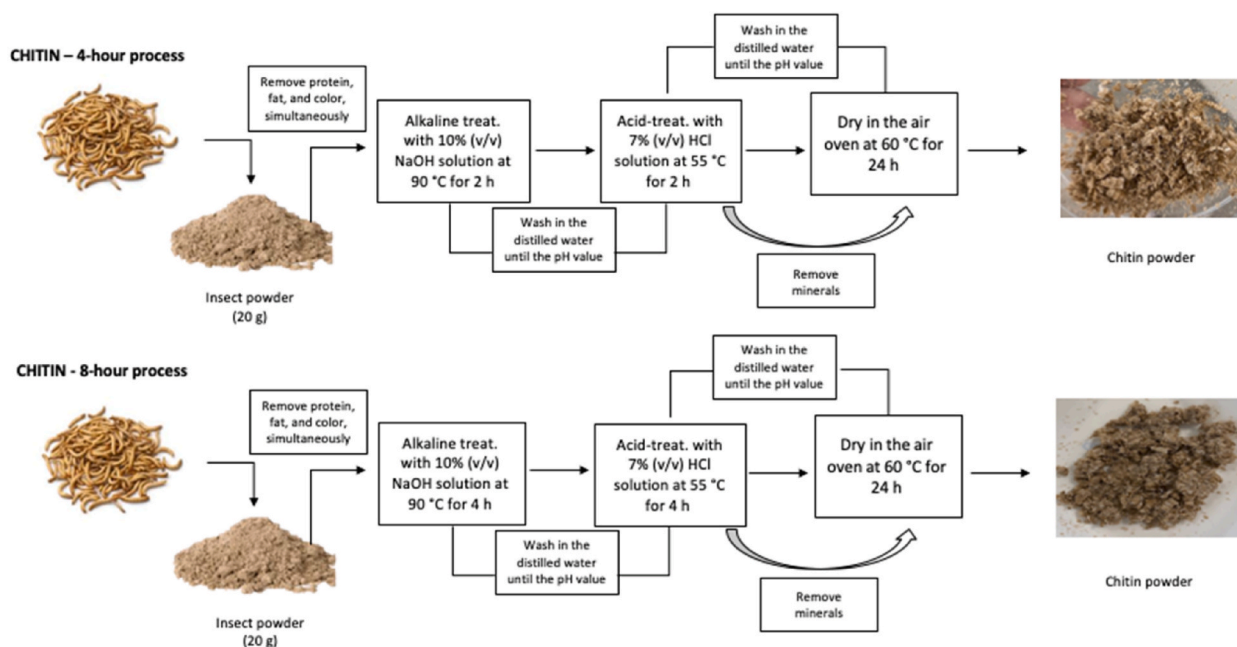 CHITIN – 4-hour process
Remove protein,
fat, and color,
simultaneously
Insect powder
(20 g)
Alkaline treat.
with 10% (v/v)
NaOH solution at
90 °C for 2 h
Wash in the
distilled water
until the pH value
Acid-treat. with
7% (v/v) HCl
solution at 55 °C
for 2 h
Wash in the
distilled water
until the pH value
Remove
minerals
Dry in the air
oven at 60 °C for
24 h
Chitin powder
CHITIN - 8-hour process
Remove protein,
fat, and color,
simultaneously
Insect powder
(20 g)
Alkaline treat.
with 10% (v/v)
NaOH solution at
90 °C for 4 h
Wash in the
distilled water
until the pH value
Acid-treat. with
7% (v/v) HCl
solution at 55 °C
for 4 h
Wash in the
distilled water
until the pH value
Remove
minerals
Dry in the air
oven at 60 °C for
24 h
Chitin powder